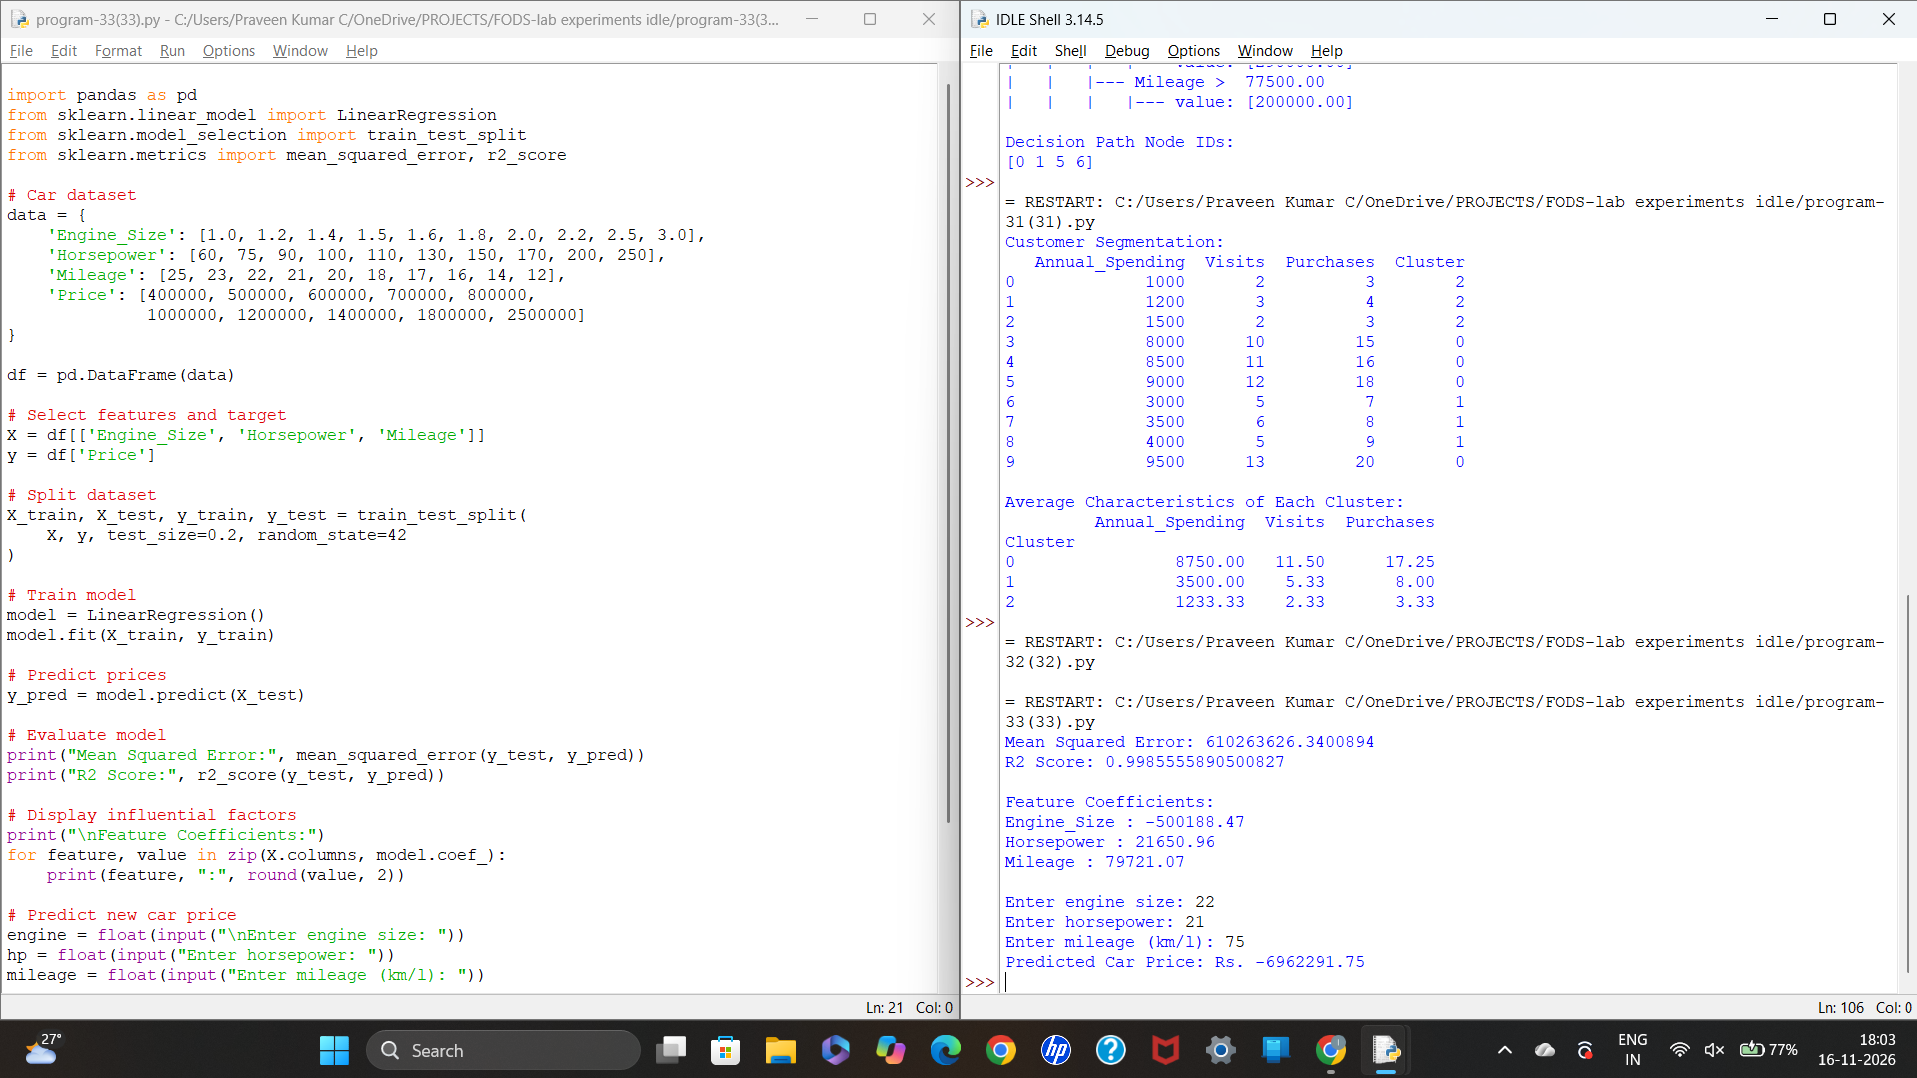 program-33(33).py - C:/Users/Praveen Kumar C/OneDrive/PROJECTS/FODS-lab experiments idle/program-33(3...
File Edit Format Run Options Window Help
import pandas as pd
from sklearn.linear_model import LinearRegression
from sklearn.model_selection import train_test_split
from sklearn.metrics import mean_squared_error, r2_score

# Car dataset
data = {
    'Engine_Size': [1.0, 1.2, 1.4, 1.5, 1.6, 1.8, 2.0, 2.2, 2.5, 3.0],
    'Horsepower': [60, 75, 90, 100, 110, 130, 150, 170, 200, 250],
    'Mileage': [25, 23, 22, 21, 20, 18, 17, 16, 14, 12],
    'Price': [400000, 500000, 600000, 700000, 800000,
              1000000, 1200000, 1400000, 1800000, 2500000]
}

df = pd.DataFrame(data)

# Select features and target
X = df[['Engine_Size', 'Horsepower', 'Mileage']]
y = df['Price']

# Split dataset
X_train, X_test, y_train, y_test = train_test_split(
    X, y, test_size=0.2, random_state=42
)

# Train model
model = LinearRegression()
model.fit(X_train, y_train)

# Predict prices
y_pred = model.predict(X_test)

# Evaluate model
print("Mean Squared Error:", mean_squared_error(y_test, y_pred))
print("R2 Score:", r2_score(y_test, y_pred))

# Display influential factors
print("\nFeature Coefficients:")
for feature, value in zip(X.columns, model.coef_):
    print(feature, ":", round(value, 2))

# Predict new car price
engine = float(input("\nEnter engine size: "))
hp = float(input("Enter horsepower: "))
mileage = float(input("Enter mileage (km/l): "))
Ln: 21 Col: 0
IDLE Shell 3.14.5
File Edit Shell Debug Options Window Help
|   |   |   |--- value: [290000.00]
|   |   |--- Mileage >  77500.00
|   |   |   |--- value: [200000.00]

Decision Path Node IDs:
[0 1 5 6]
>>>
= RESTART: C:/Users/Praveen Kumar C/OneDrive/PROJECTS/FODS-lab experiments idle/program-
31(31).py
Customer Segmentation:
   Annual_Spending  Visits  Purchases  Cluster
0             1000       2          3        2
1             1200       3          4        2
2             1500       2          3        2
3             8000      10         15        0
4             8500      11         16        0
5             9000      12         18        0
6             3000       5          7        1
7             3500       6          8        1
8             4000       5          9        1
9             9500      13         20        0

Average Characteristics of Each Cluster:
         Annual_Spending  Visits  Purchases
Cluster
0                8750.00   11.50      17.25
1                3500.00    5.33       8.00
2                1233.33    2.33       3.33
>>>
= RESTART: C:/Users/Praveen Kumar C/OneDrive/PROJECTS/FODS-lab experiments idle/program-
32(32).py

= RESTART: C:/Users/Praveen Kumar C/OneDrive/PROJECTS/FODS-lab experiments idle/program-
33(33).py
Mean Squared Error: 610263626.3400894
R2 Score: 0.9985555890500827

Feature Coefficients:
Engine_Size : -500188.47
Horsepower : 21650.96
Mileage : 79721.07

Enter engine size: 22
Enter horsepower: 21
Enter mileage (km/l): 75
Predicted Car Price: Rs. -6962291.75
>>>
Ln: 106 Col: 0
27°
Search
hp
ENG
IN
77%
18:03
16-11-2026